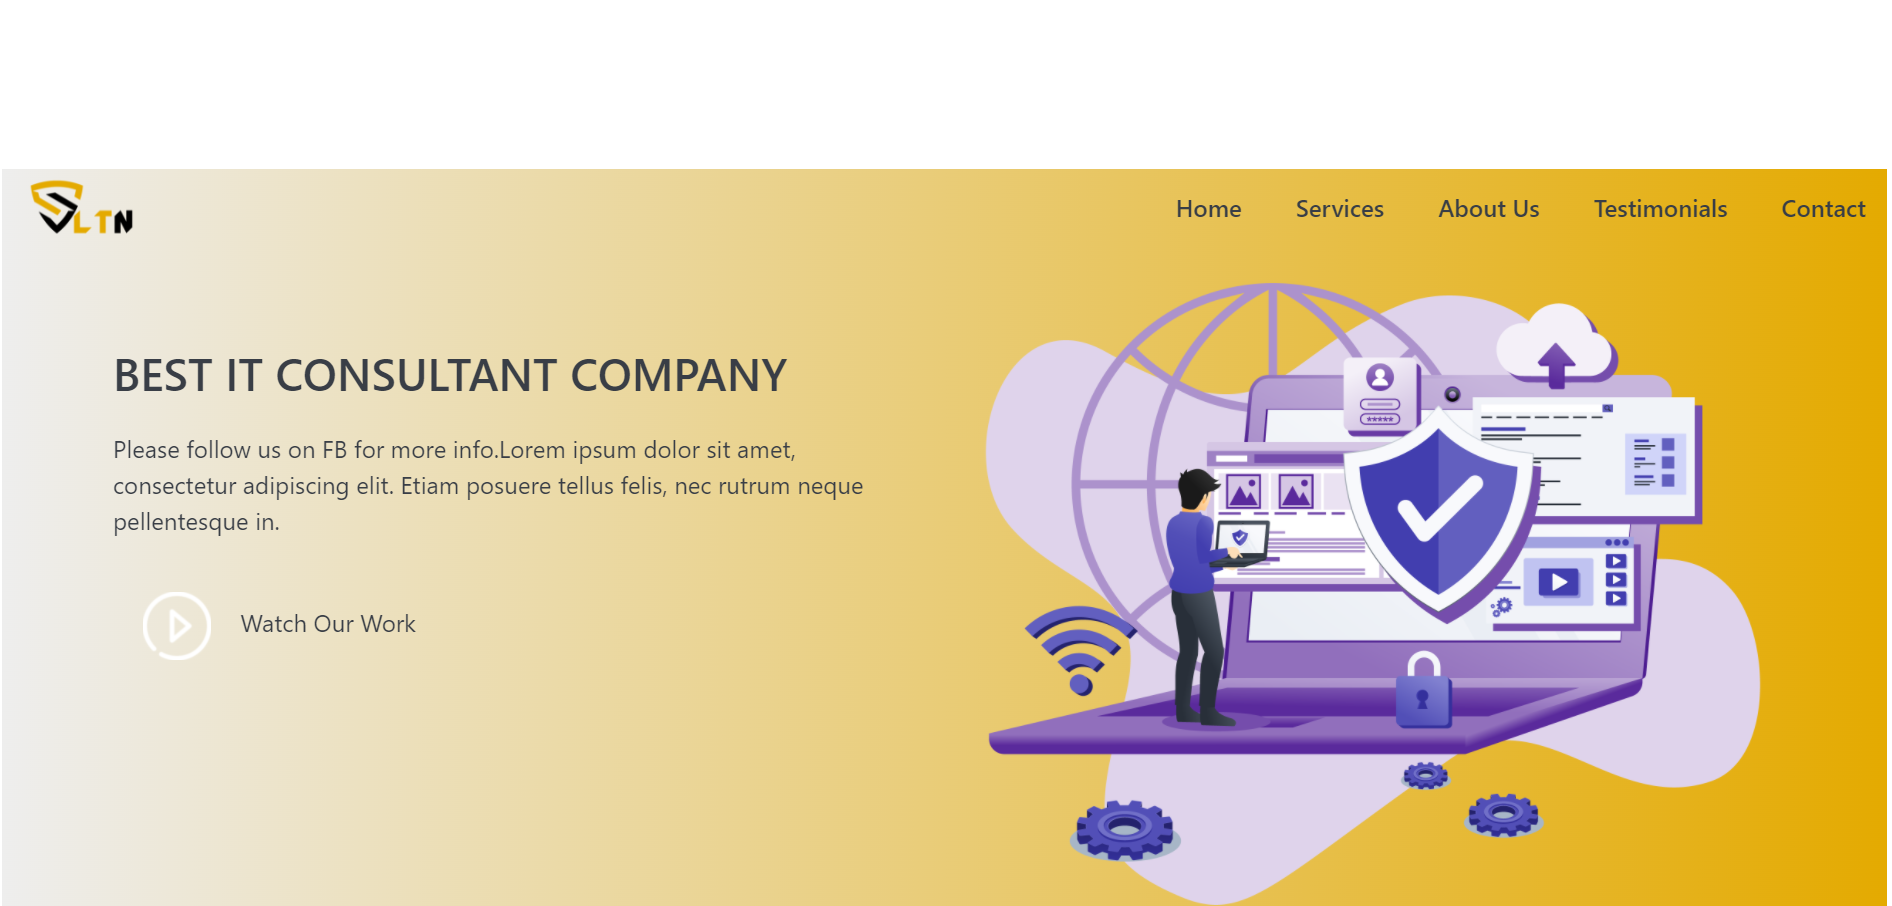 SLTN
Home Services About Us Testimonials Contact
BEST IT CONSULTANT COMPANY
Please follow us on FB for more info.Lorem ipsum dolor sit amet,
consectetur adipiscing elit. Etiam posuere tellus felis, nec rutrum neque
pellentesque in.
Watch Our Work
*****